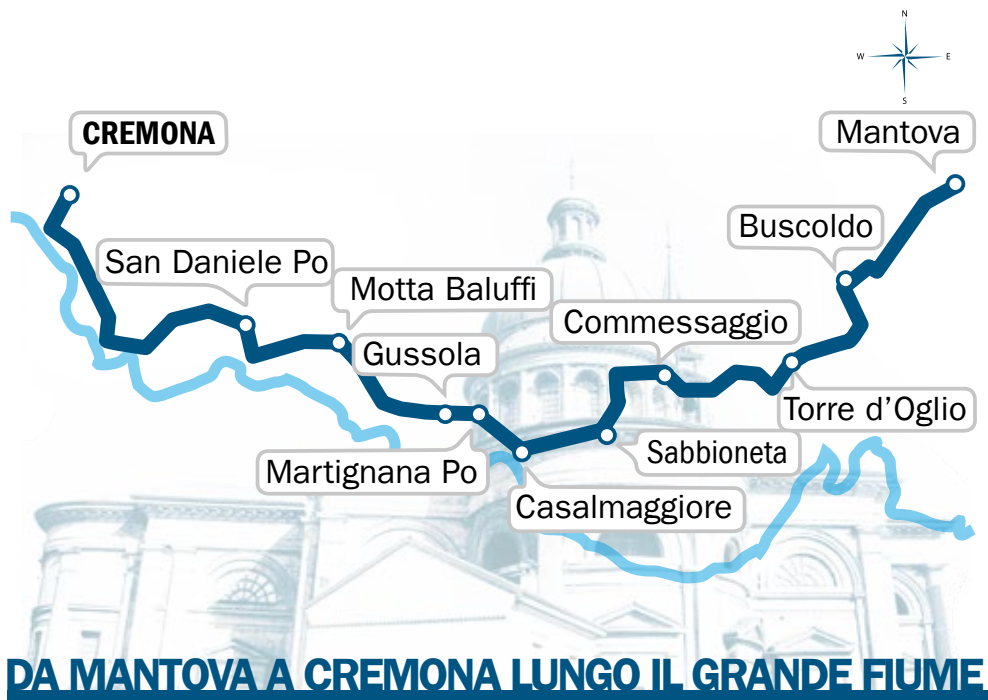 N
W
E
S
CREMONA
Mantova
Buscoldo
San Daniele Po
Motta Baluffi
Commessaggio
Gussola
Torre d'Oglio
Sabbioneta
Martignana Po
Casalmaggiore
DA MANTOVA A CREMONA LUNGO IL GRANDE FIUME